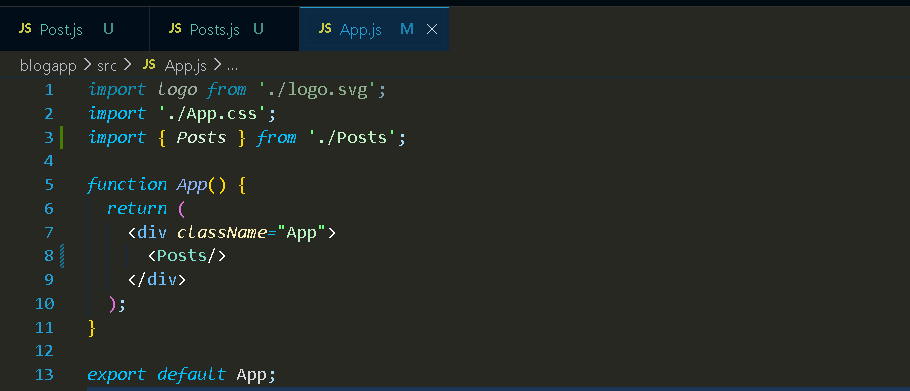 JS Post.js U JS Posts.js U JS App.js M ×
blogapp > src > JS App.js > ...
1 import logo from './logo.svg';
2 import './App.css';
3 import { Posts } from './Posts';
4
5 function App() {
6 return (
7 <div className="App">
8 <Posts/>
9 </div>
10 );
11 }
12
13 export default App;